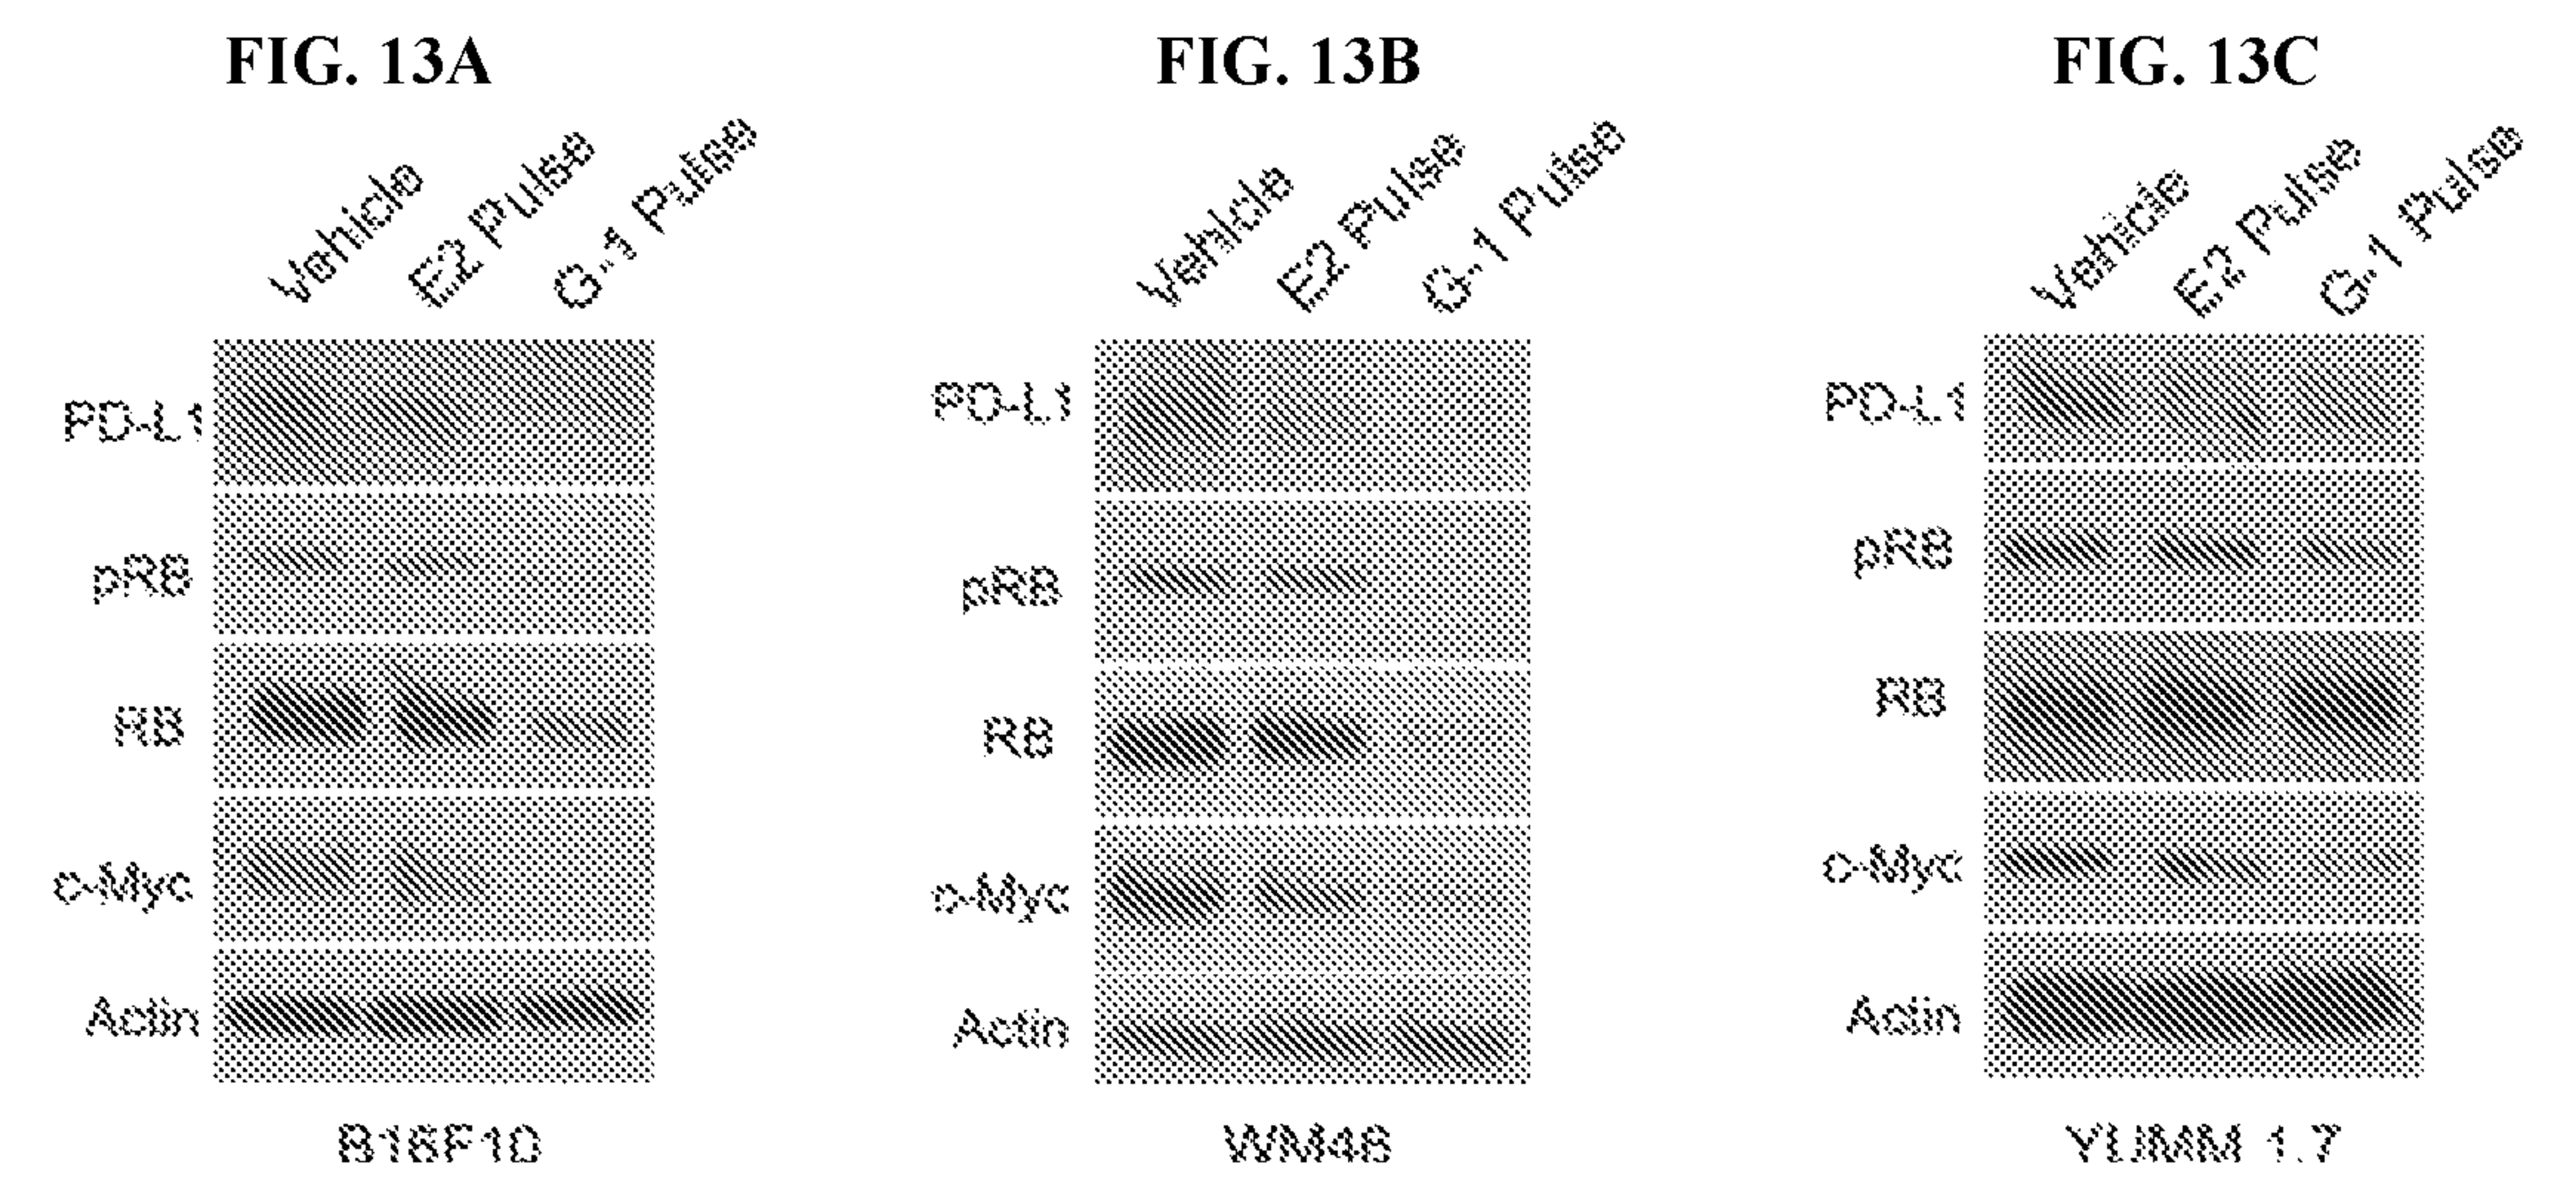 FIG. 13A
Vehicle
E2 Pulse
G-1 Pulse
PD-L1
pRB
RB
c-Myc
Actin
B16F10
FIG. 13B
Vehicle
E2 Pulse
G-1 Pulse
PD-L1
pRB
RB
c-Myc
Actin
WM46
FIG. 13C
Vehicle
E2 Pulse
G-1 Pulse
PD-L1
pRB
RB
c-Myc
Actin
YUMM 1.7